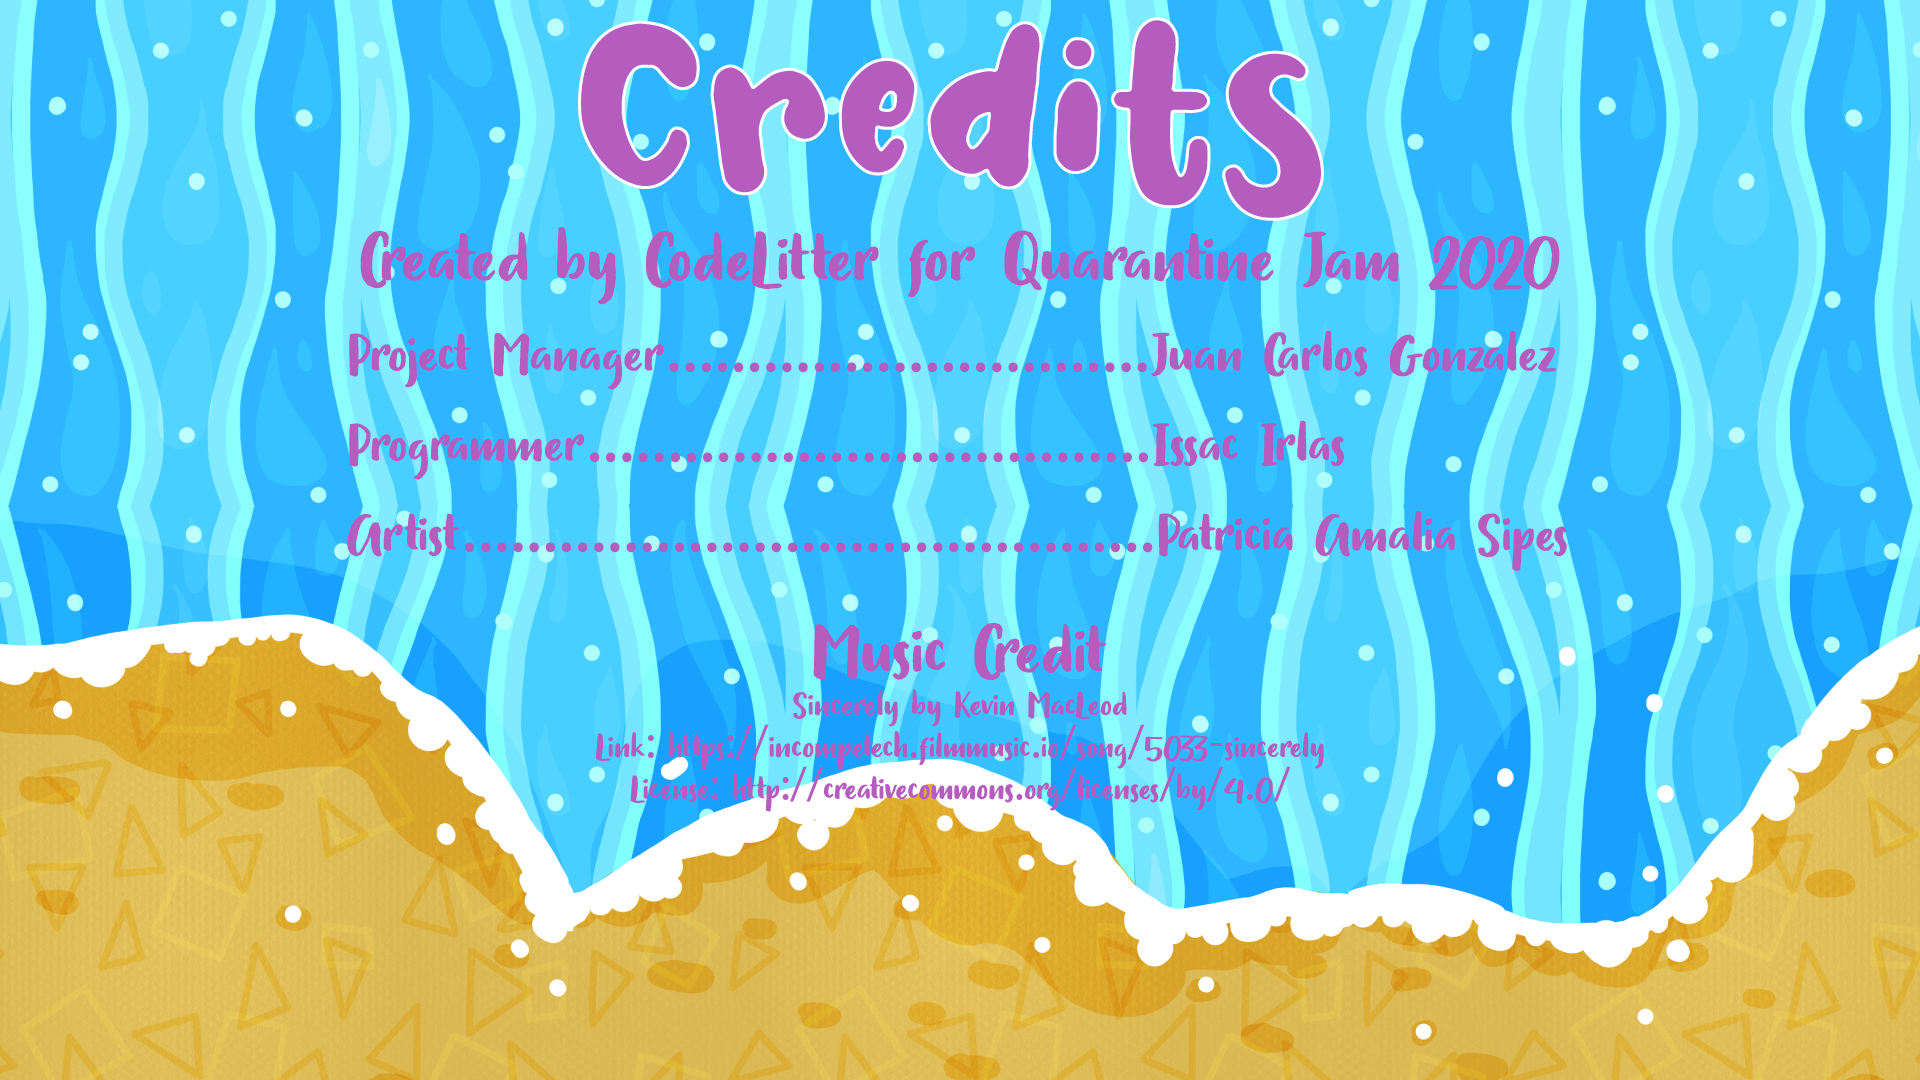 Credits
Created by CodeLitter for Quarantine Jam 2020
Project Manager..............................Juan Carlos Gonzalez
Programmer...................................Issac Irlas
Artist...........................................Patricia Amalia Sipes
Music Credit
Sincerely by Kevin MacLeod
Link: https://incompetech.filmmusic.io/song/5033-sincerely
License: http://creativecommons.org/licenses/by/4.0/